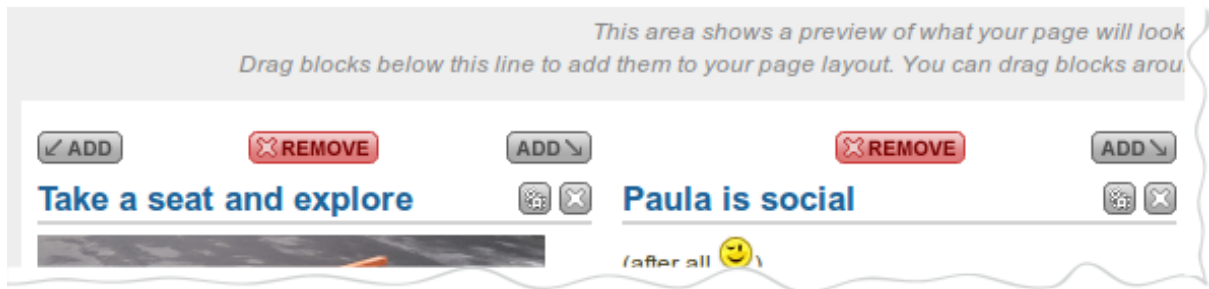 This area shows a preview of what your page will look
Drag blocks below this line to add them to your page layout. You can drag blocks
ADD REMOVE ADD REMOVE ADD
Take a seat and explore
Paula is social
(after all )